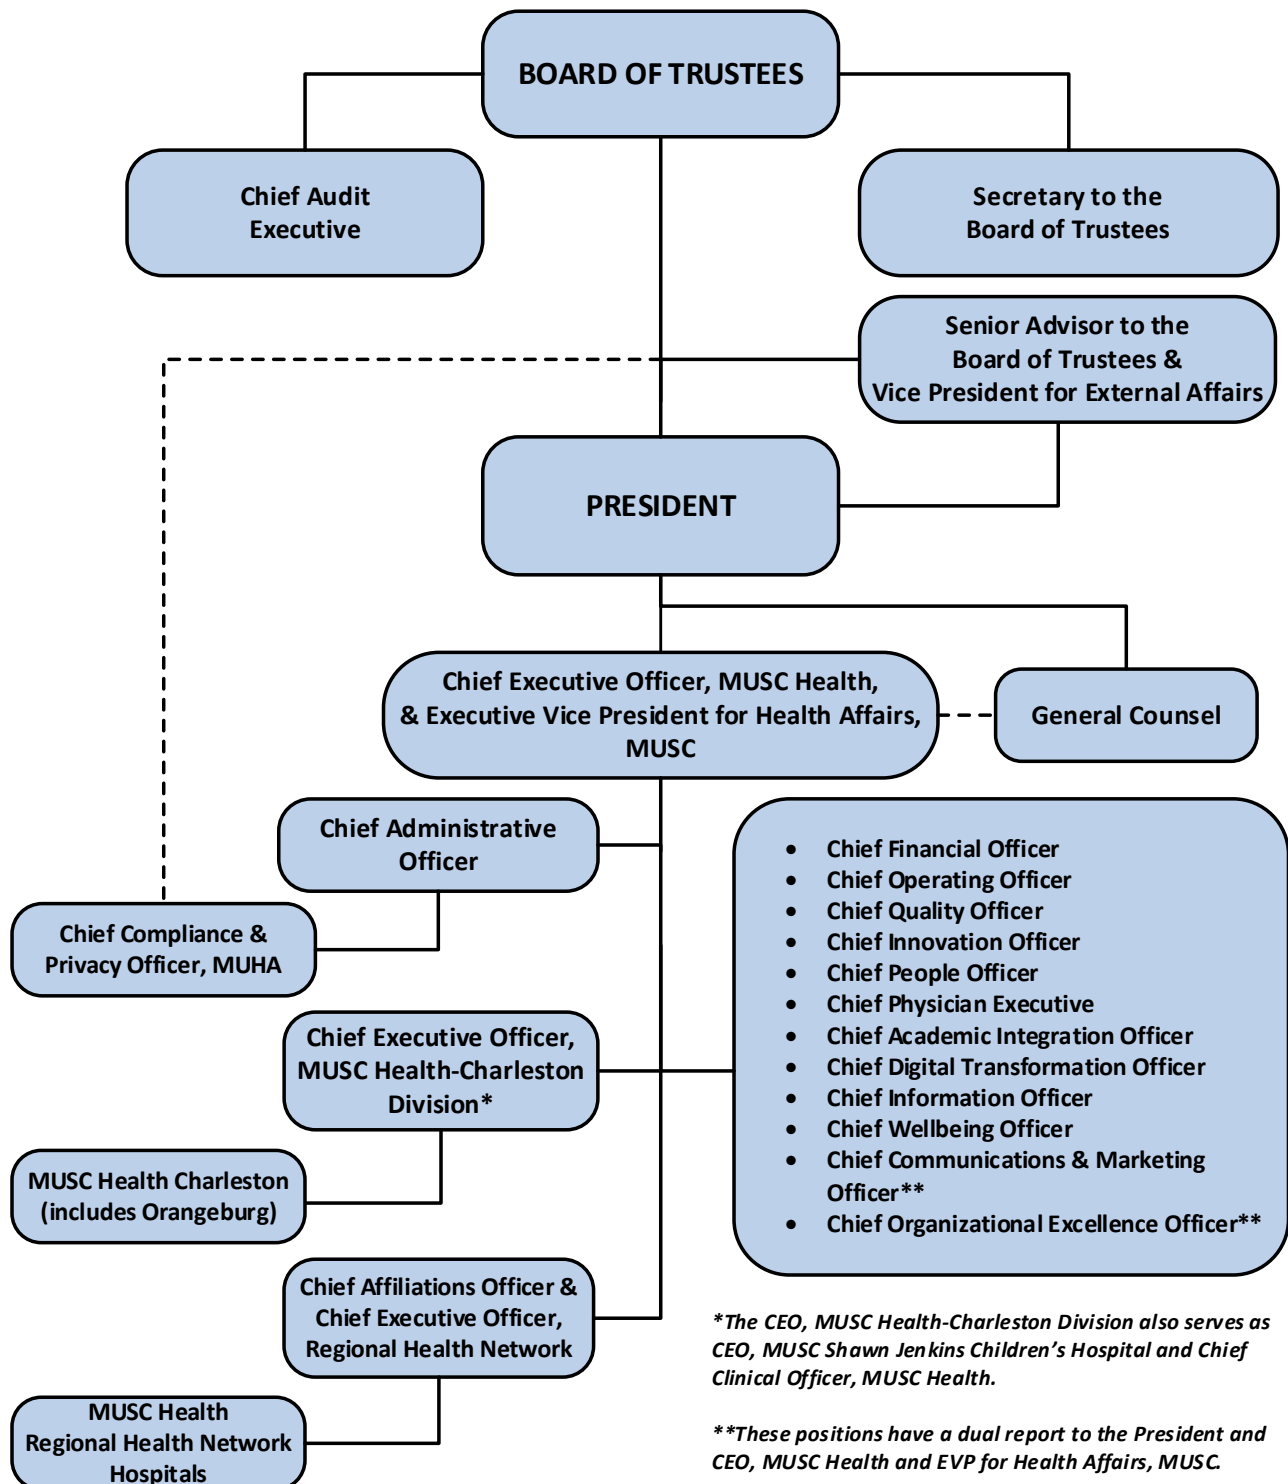 BOARD OF TRUSTEES
Chief Audit
Executive
Secretary to the
Board of Trustees
Senior Advisor to the
Board of Trustees &
Vice President for External Affairs
PRESIDENT
Chief Executive Officer, MUSC Health,
& Executive Vice President for Health Affairs,
MUSC
General Counsel
Chief Administrative
Officer
Chief Compliance &
Privacy Officer, MUHA
Chief Executive Officer,
MUSC Health-Charleston
Division*
MUSC Health Charleston
(includes Orangeburg)
Chief Affiliations Officer &
Chief Executive Officer,
Regional Health Network
MUSC Health
Regional Health Network
Hospitals
• Chief Financial Officer
• Chief Operating Officer
• Chief Quality Officer
• Chief Innovation Officer
• Chief People Officer
• Chief Physician Executive
• Chief Academic Integration Officer
• Chief Digital Transformation Officer
• Chief Information Officer
• Chief Wellbeing Officer
• Chief Communications & Marketing
Officer**
• Chief Organizational Excellence Officer**
*The CEO, MUSC Health-Charleston Division also serves as
CEO, MUSC Shawn Jenkins Children’s Hospital and Chief
Clinical Officer, MUSC Health.
**These positions have a dual report to the President and
CEO, MUSC Health and EVP for Health Affairs, MUSC.